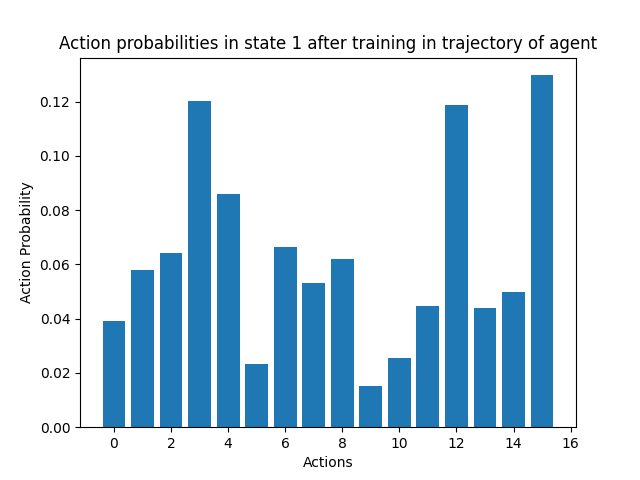 Action probabilities in state 1 after training in trajectory of agent
0.12
0.10
0.08
0.06
0.04
0.02
0.00
Action Probability
0 2 4 6 8 10 12 14 16
Actions